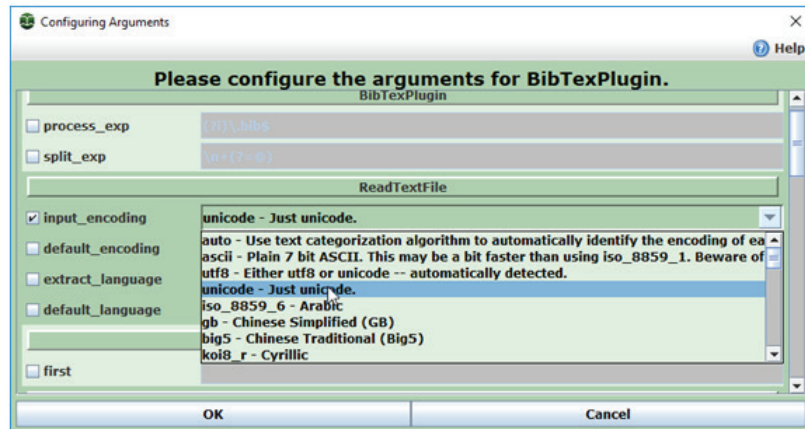 Configuring Arguments
Help
Please configure the arguments for BibTexPlugin.
BibTexPlugin
process_exp (?i)\.bib$
split_exp \n+(?=@)
ReadTextFile
input_encoding unicode - Just unicode.
default_encoding auto - Use text categorization algorithm to automatically identify the encoding of ea
ascii - Plain 7 bit ASCII. This may be a bit faster than using iso_8859_1. Beware of
extract_language utf8 - Either utf8 or unicode -- automatically detected.
unicode - Just unicode.
default_language iso_8859_6 - Arabic
gb - Chinese Simplified (GB)
big5 - Chinese Traditional (Big5)
first koi8_r - Cyrillic
OK Cancel